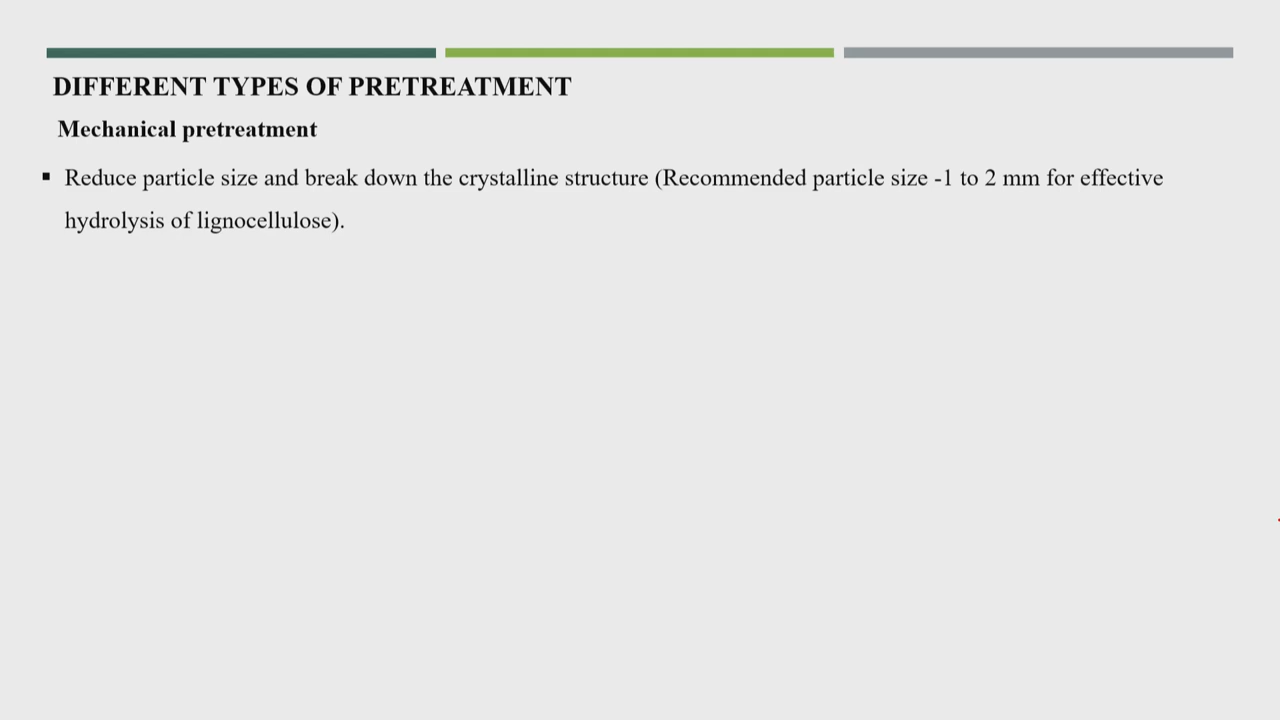 DIFFERENT TYPES OF PRETREATMENT
Mechanical pretreatment
▪ Reduce particle size and break down the crystalline structure (Recommended particle size -1 to 2 mm for effective
hydrolysis of lignocellulose).